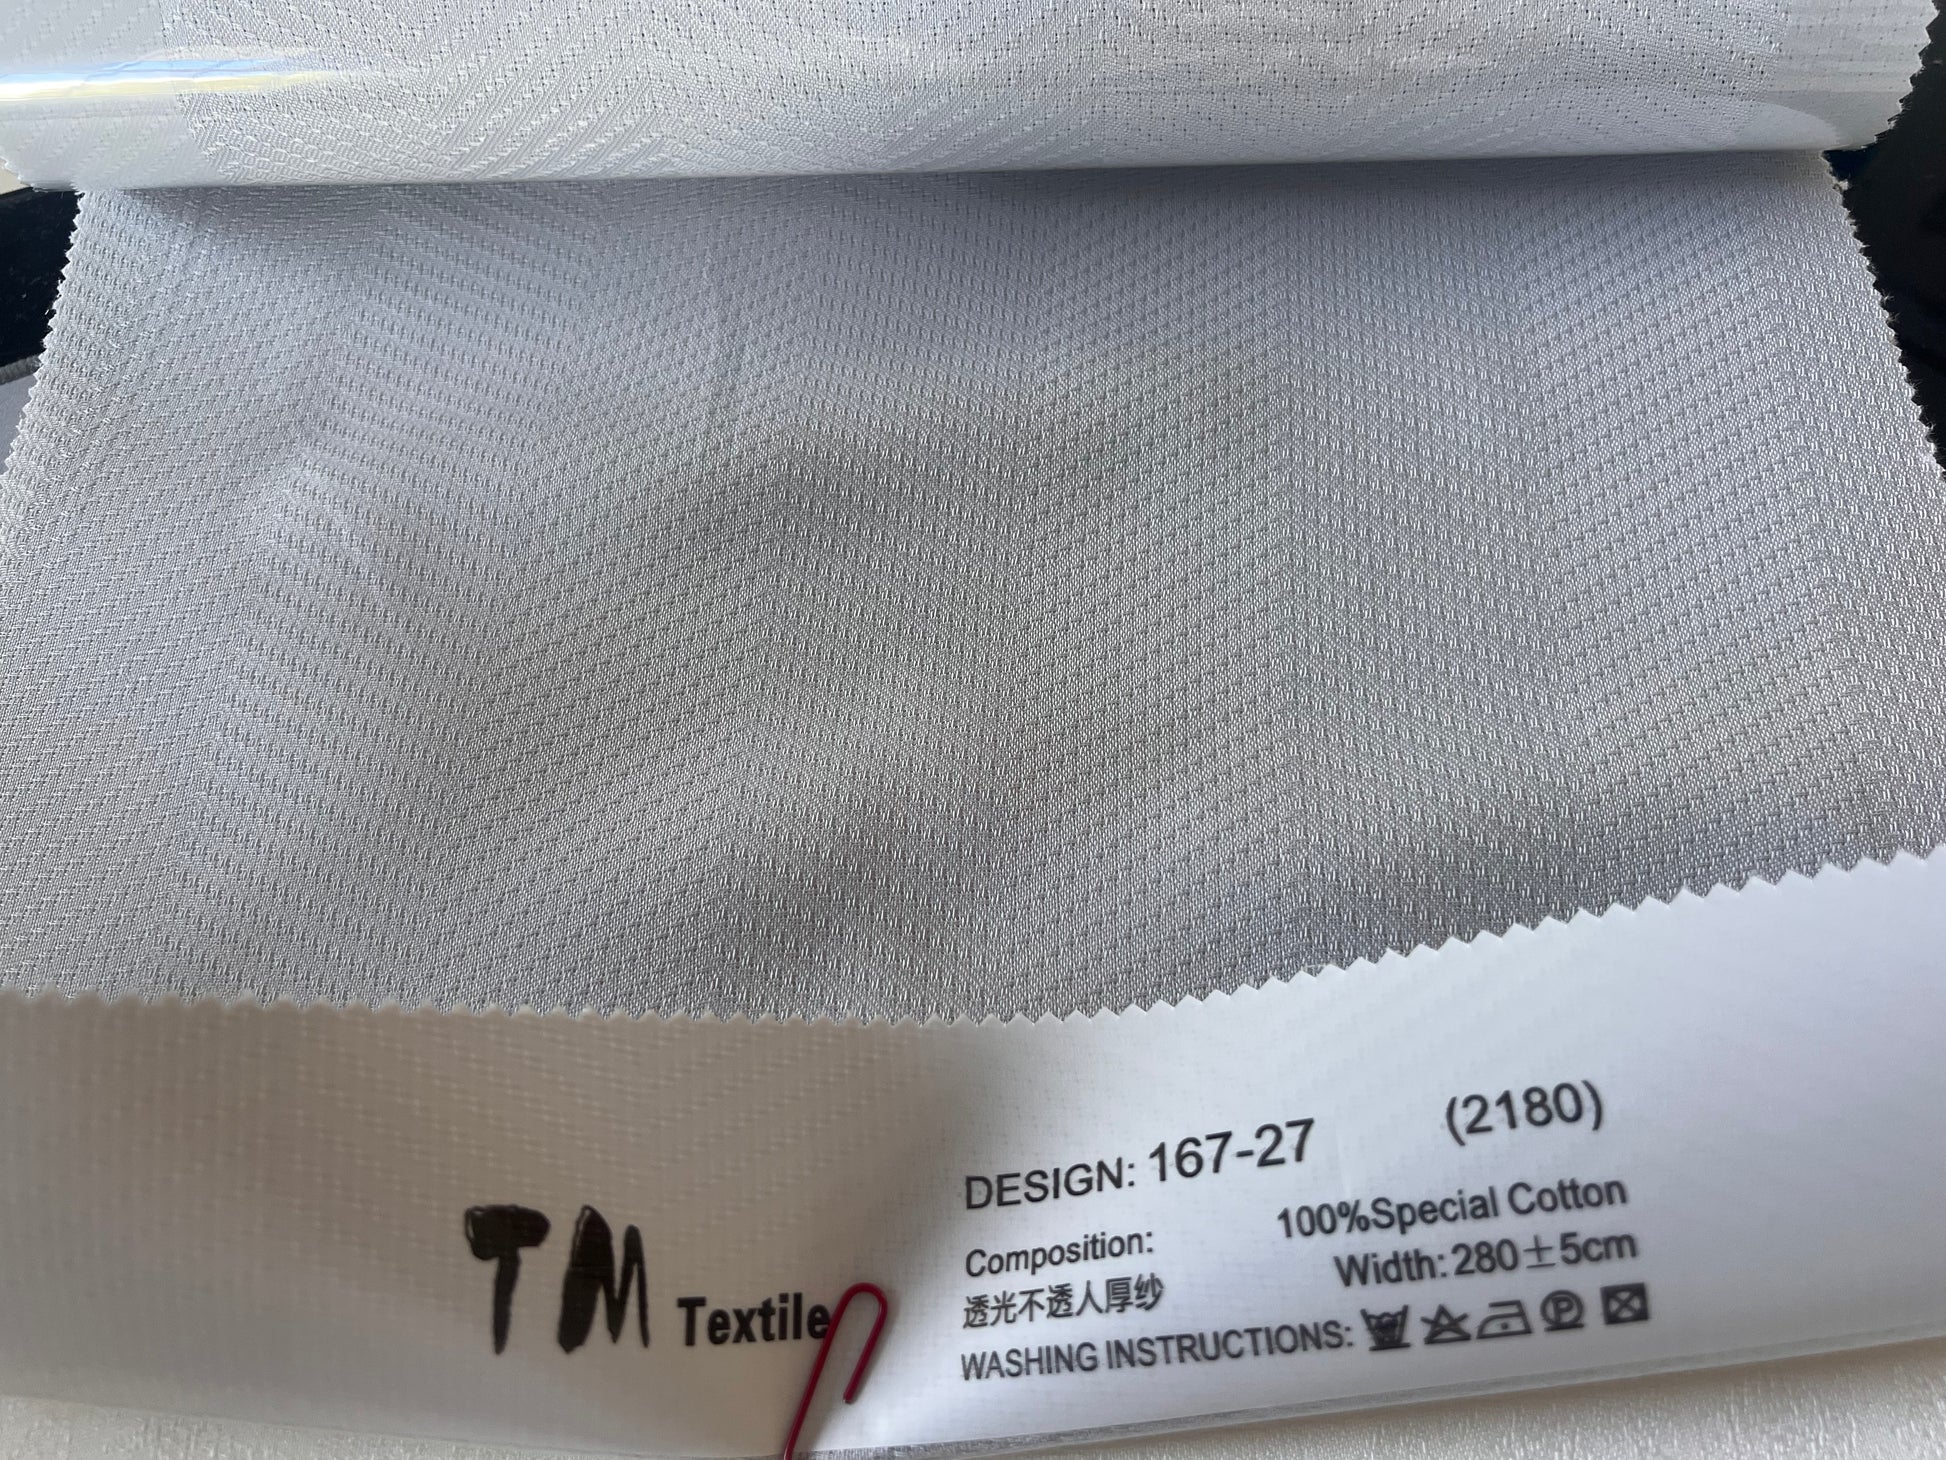 TM Textile
DESIGN: 167-27 (2180)
Composition: 100%Special Cotton
透光不透人厚纱 Width: 280±5cm
WASHING INSTRUCTIONS: P